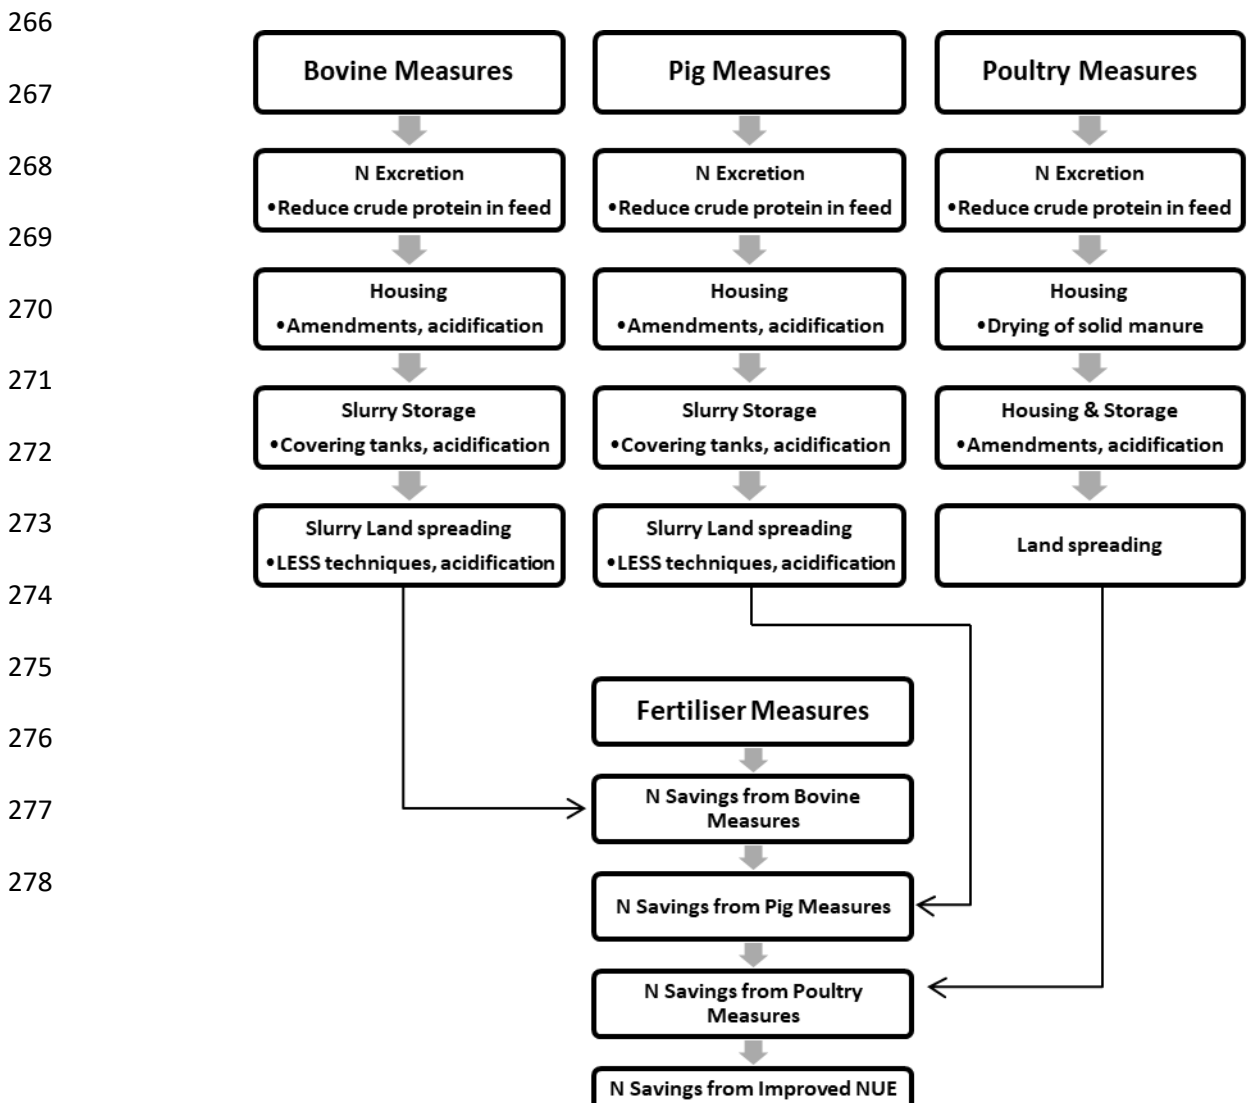 266
267
268
269
270
271
272
273
274
275
276
277
278
Bovine Measures
N Excretion
•Reduce crude protein in feed
Housing
•Amendments, acidification
Slurry Storage
•Covering tanks, acidification
Slurry Land spreading
•LESS techniques, acidification
Pig Measures
N Excretion
•Reduce crude protein in feed
Housing
•Amendments, acidification
Slurry Storage
•Covering tanks, acidification
Slurry Land spreading
•LESS techniques, acidification
Poultry Measures
N Excretion
•Reduce crude protein in feed
Housing
•Drying of solid manure
Housing & Storage
•Amendments, acidification
Land spreading
Fertiliser Measures
N Savings from Bovine
Measures
N Savings from Pig Measures
N Savings from Poultry
Measures
N Savings from Improved NUE